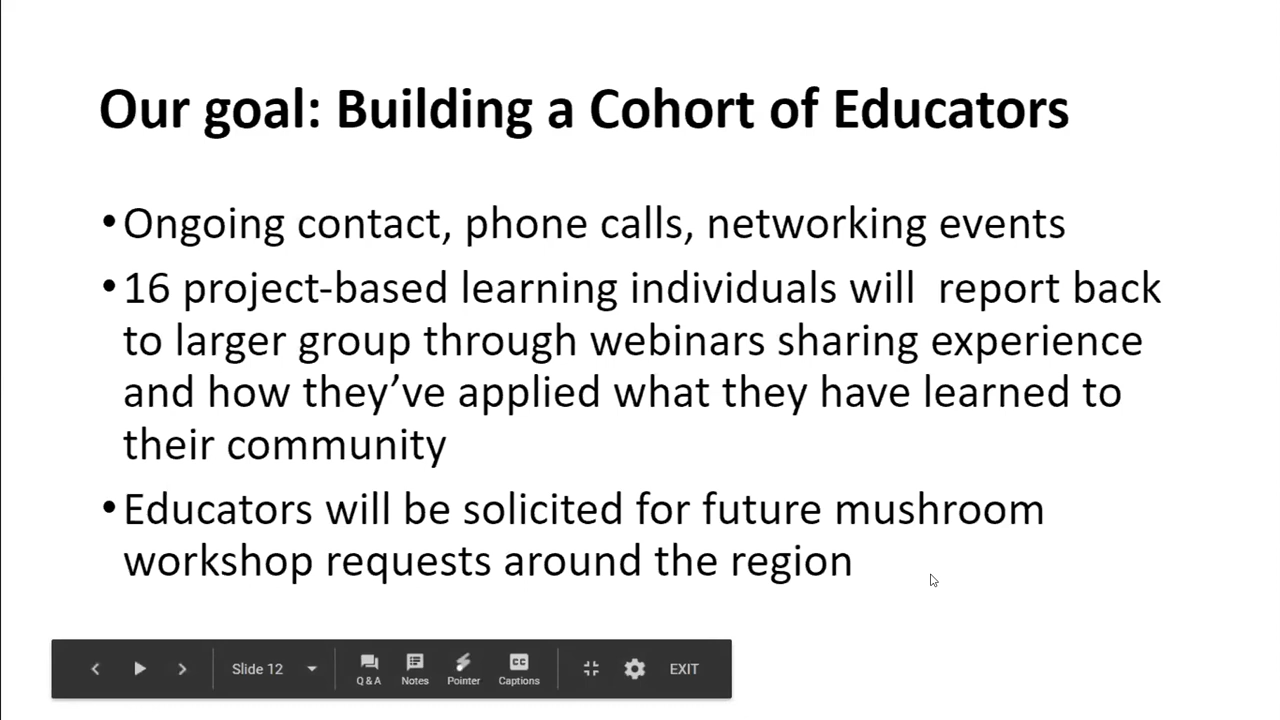 Our goal: Building a Cohort of Educators
•Ongoing contact, phone calls, networking events
•16 project-based learning individuals will  report back
to larger group through webinars sharing experience
and how they’ve applied what they have learned to
their community
•Educators will be solicited for future mushroom
workshop requests around the region
Slide 12
Q & A
Notes
Pointer
CC
Captions
EXIT